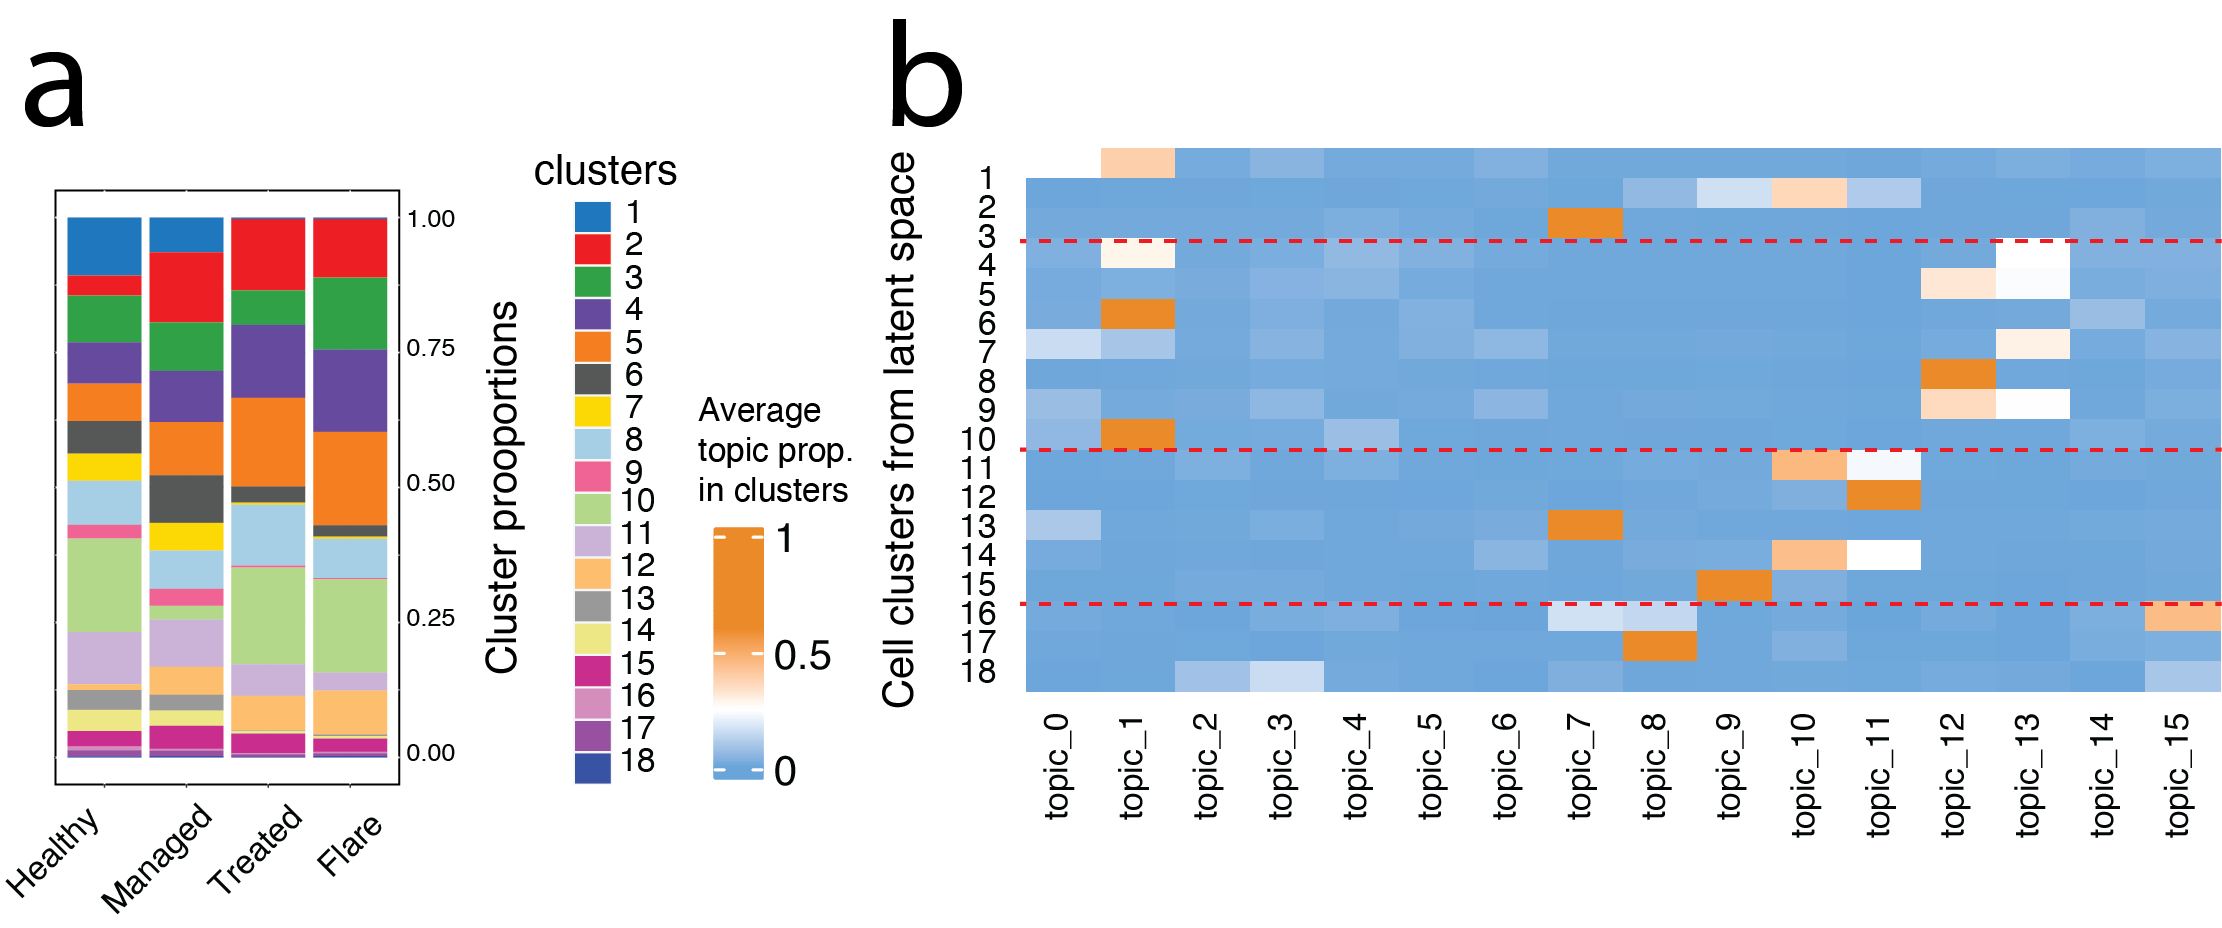 a
1.00
0.75
0.50
0.25
0.00
Healthy
Managed
Treated
Flare
Cluster proportions
clusters
1
2
3
4
5
6
7
8
9
10
11
12
13
14
15
16
17
18
Average
topic prop.
in clusters
1
0.5
0
b
Cell clusters from latent space
1
2
3
4
5
6
7
8
9
10
11
12
13
14
15
16
17
18
topic_0
topic_1
topic_2
topic_3
topic_4
topic_5
topic_6
topic_7
topic_8
topic_9
topic_10
topic_11
topic_12
topic_13
topic_14
topic_15